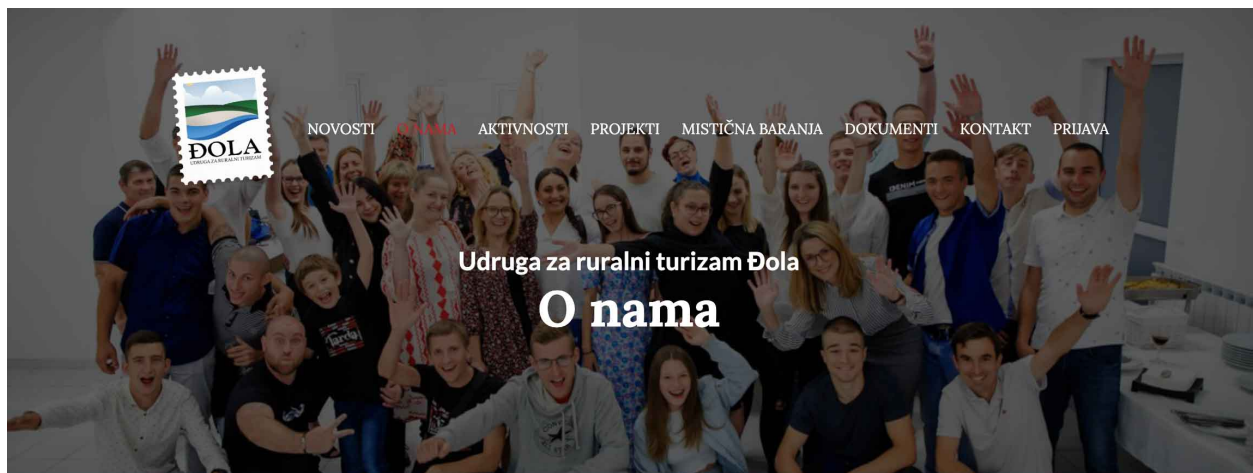 ĐOLA
UDRUGA ZA RURALNI TURIZAM
NOVOSTI O NAMA AKTIVNOSTI PROJEKTI MISTIČNA BARANJA DOKUMENTI KONTAKT PRIJAVA
Udruga za ruralni turizam Đola
O nama